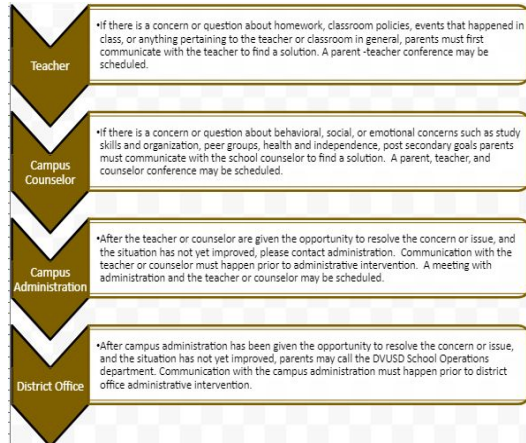 Teacher
•If there is a concern or question about homework, classroom policies, events that happened in
class, or anything pertaining to the teacher or classroom in general, parents must first
communicate with the teacher to find a solution. A parent -teacher conference may be
scheduled.
Campus
Counselor
•If there is a concern or question about behavioral, social, or emotional concerns such as study
skills and organization, peer groups, health and independence, post secondary goals parents
must communicate with the school counselor to find a solution. A parent, teacher, and
counselor conference may be scheduled.
Campus
Administration
•After the teacher or counselor are given the opportunity to resolve the concern or issue, and
the situation has not yet improved, please contact administration. Communication with the
teacher or counselor must happen prior to administrative intervention. A meeting with
administration and the teacher or counselor may be scheduled.
District Office
•After campus administration has been given the opportunity to resolve the concern or issue,
and the situation has not yet improved, parents may call the DVUSD School Operations
department. Communication with the campus administration must happen prior to district
office administrative intervention.